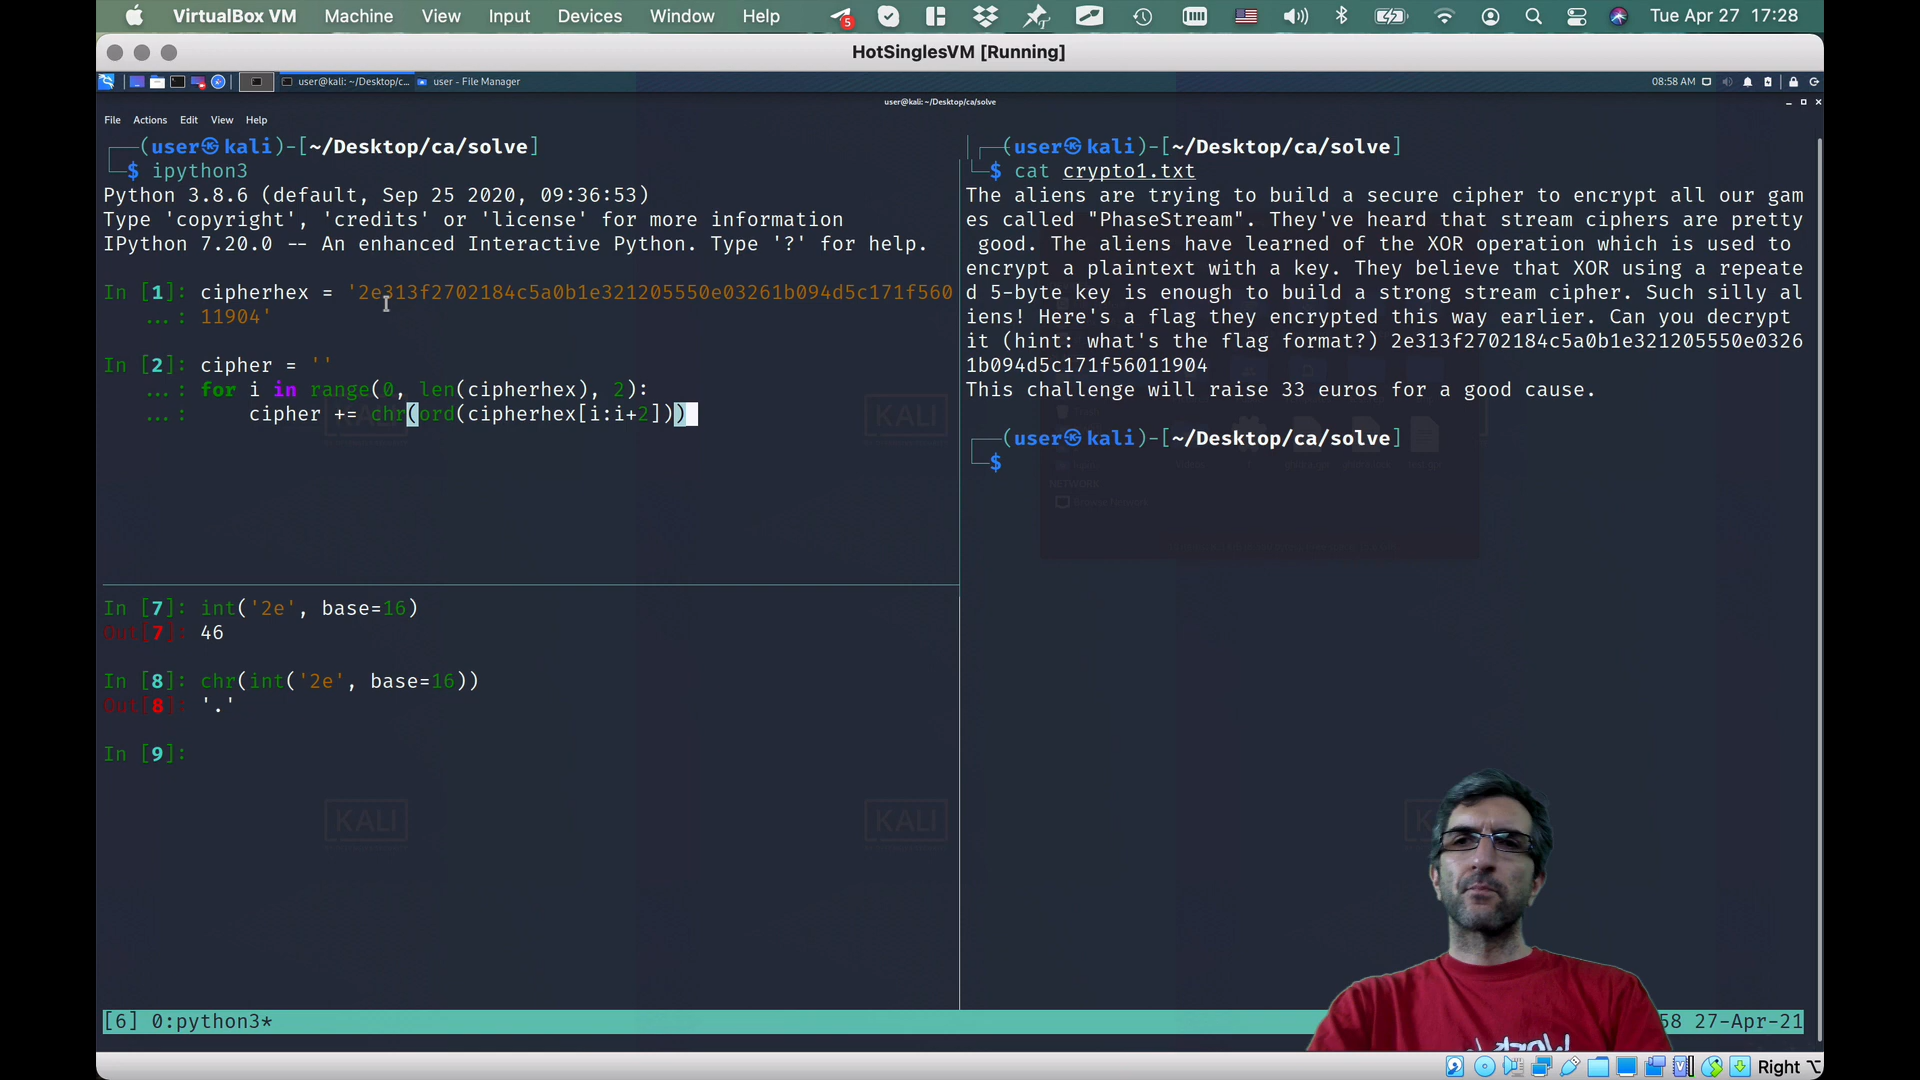 VirtualBox VM Machine View Input Devices Window Help 5 Tue Apr 27 17:28
HotSinglesVM [Running]
user@kali: ~/Desktop/c... user - File Manager 08:58 AM
user@kali: ~/Desktop/ca/solve
File Actions Edit View Help
(user㉿kali)-[~/Desktop/ca/solve]
$ ipython3
Python 3.8.6 (default, Sep 25 2020, 09:36:53)
Type 'copyright', 'credits' or 'license' for more information
IPython 7.20.0 -- An enhanced Interactive Python. Type '?' for help.
In [1]: cipherhex = '2e313f2702184c5a0b1e321205550e03261b094d5c171f560
...: 11904'
In [2]: cipher = ''
...: for i in range(0, len(cipherhex), 2):
...: cipher += chr(ord(cipherhex[i:i+2]))
In [7]: int('2e', base=16)
Out[7]: 46
In [8]: chr(int('2e', base=16))
Out[8]: '.'
In [9]:
(user㉿kali)-[~/Desktop/ca/solve]
$ cat crypto1.txt
The aliens are trying to build a secure cipher to encrypt all our gam
es called "PhaseStream". They've heard that stream ciphers are pretty
good. The aliens have learned of the XOR operation which is used to
encrypt a plaintext with a key. They believe that XOR using a repeate
d 5-byte key is enough to build a strong stream cipher. Such silly al
iens! Here's a flag they encrypted this way earlier. Can you decrypt
it (hint: what's the flag format?) 2e313f2702184c5a0b1e321205550e0326
1b094d5c171f56011904
This challenge will raise 33 euros for a good cause.
(user㉿kali)-[~/Desktop/ca/solve]
$
NETWORK
KALI
KALI
KALI
KALI
[6] 0:python3* 58 27-Apr-21
Right ⌥